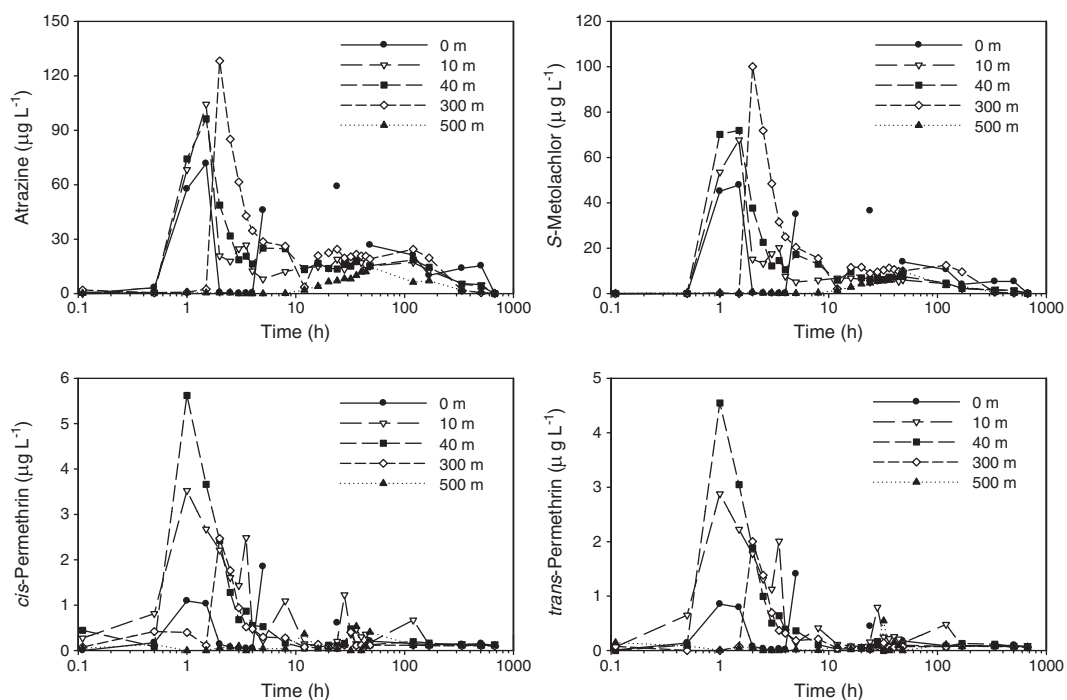 150
120
90
60
30
0
Atrazine (μg L-1)
0.1 1 10 100 1000
Time (h)
0 m
10 m
40 m
300 m
500 m
120
100
80
60
40
20
0
S-Metolachlor (μ g L-1)
0.1 1 10 100 1000
Time (h)
0 m
10 m
40 m
300 m
500 m
6
5
4
3
2
1
0
cis-Permethrin (μg L-1)
0.1 1 10 100 1000
Time (h)
0 m
10 m
40 m
300 m
500 m
5
4
3
2
1
0
trans-Permethrin (μ g L-1)
0.1 1 10 100 1000
Time (h)
0 m
10 m
40 m
300 m
500 m